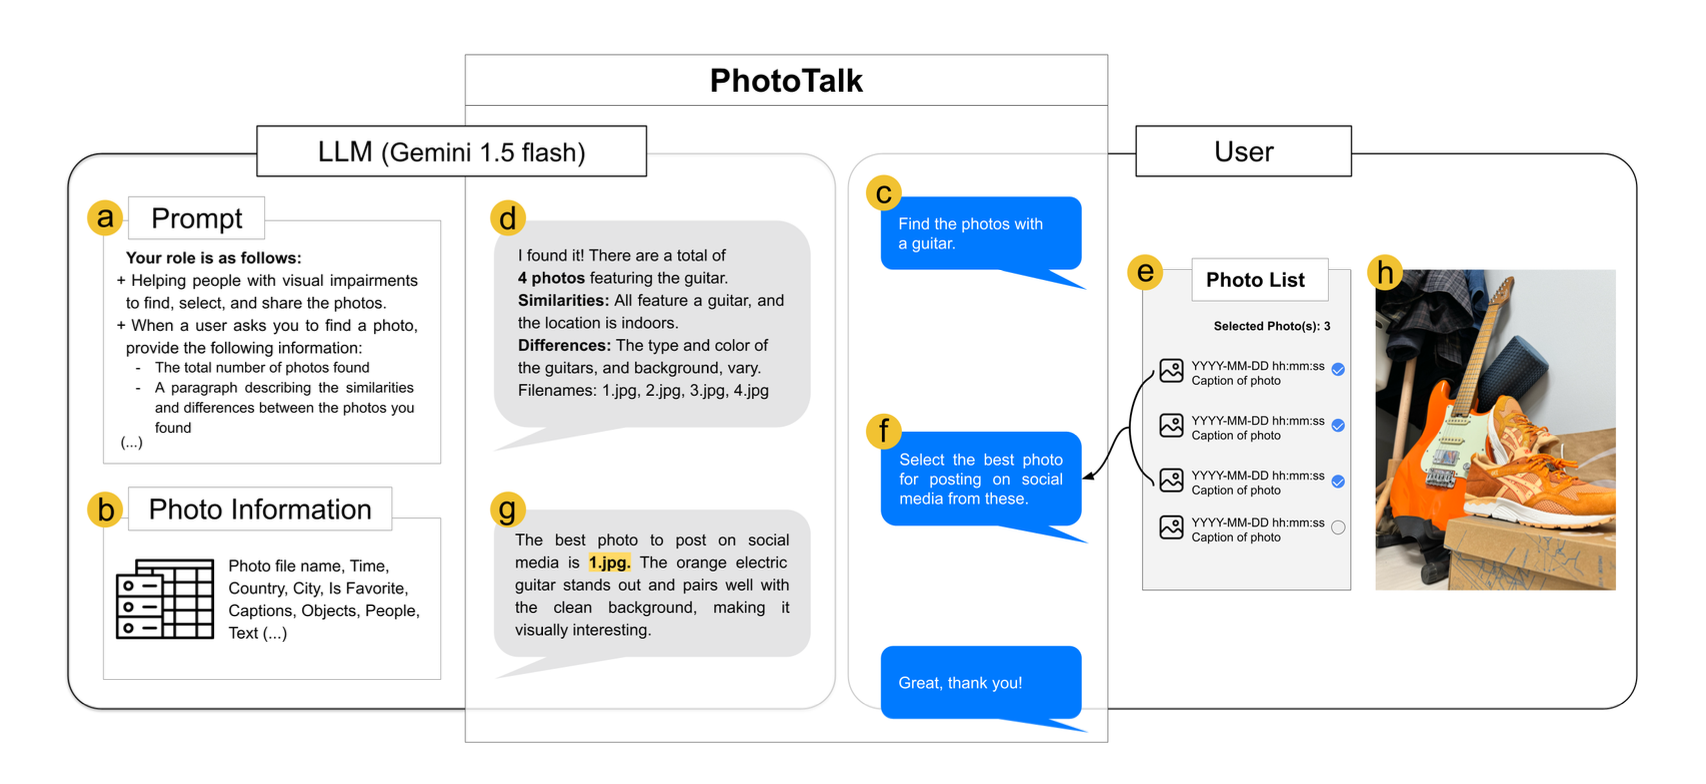 PhotoTalk
LLM (Gemini 1.5 flash)
User
a
Prompt
Your role is as follows:
+ Helping people with visual impairments
to find, select, and share the photos.
+ When a user asks you to find a photo,
provide the following information:
- The total number of photos found
- A paragraph describing the similarities
and differences between the photos you
found
(...)
b
Photo Information
Photo file name, Time,
Country, City, Is Favorite,
Captions, Objects, People,
Text (...)
c
Find the photos with
a guitar.
d
I found it! There are a total of
4 photos featuring the guitar.
Similarities: All feature a guitar, and
the location is indoors.
Differences: The type and color of
the guitars, and background, vary.
Filenames: 1.jpg, 2.jpg, 3.jpg, 4.jpg
e
Photo List
Selected Photo(s): 3
YYYY-MM-DD hh:mm:ss
Caption of photo
YYYY-MM-DD hh:mm:ss
Caption of photo
YYYY-MM-DD hh:mm:ss
Caption of photo
YYYY-MM-DD hh:mm:ss
Caption of photo
f
Select the best photo
for posting on social
media from these.
g
The best photo to post on social
media is 1.jpg. The orange electric
guitar stands out and pairs well with
the clean background, making it
visually interesting.
Great, thank you!
h